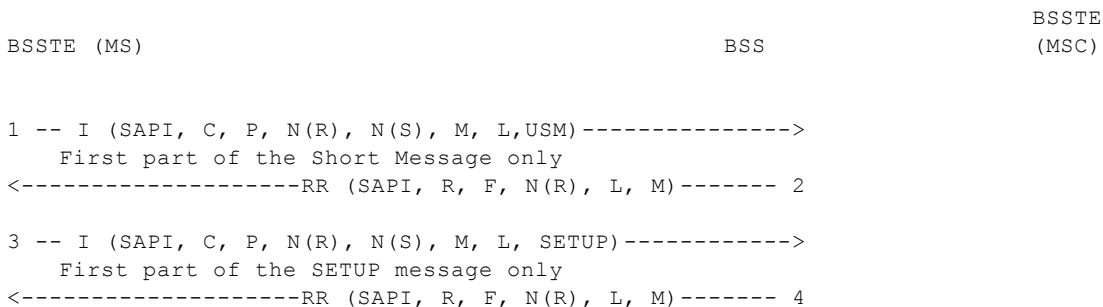 BSSTE
BSSTE (MS) BSS (MSC)
1 -- I (SAPI, C, P, N(R), N(S), M, L,USM)--------------->
First part of the Short Message only
<--------------------RR (SAPI, R, F, N(R), L, M)------- 2
3 -- I (SAPI, C, P, N(R), N(S), M, L, SETUP)------------>
First part of the SETUP message only
<--------------------RR (SAPI, R, F, N(R), L, M)------- 4